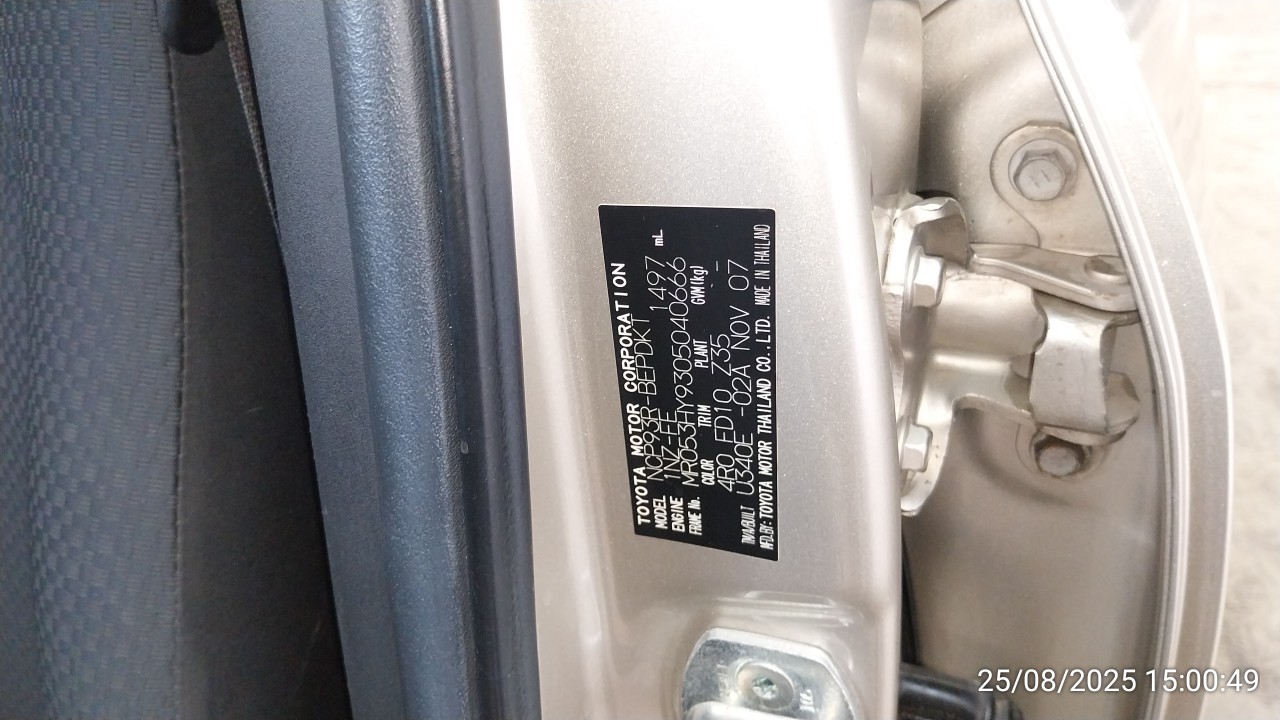 TOYOTA MOTOR CORPORATION
MODEL NCP93R-BEPDKT
ENGINE 1NZ-FE 1497 mL
FRAME No. MR053HY9305040666
COLOR TRIM PLANT GVM(kg)
4R0 FD10 Z35 -
T/M/A/BUILT U340E -02A NOV 07
MFD.BY: TOYOTA MOTOR THAILAND CO.,LTD. MADE IN THAILAND
25/08/2025 15:00:49